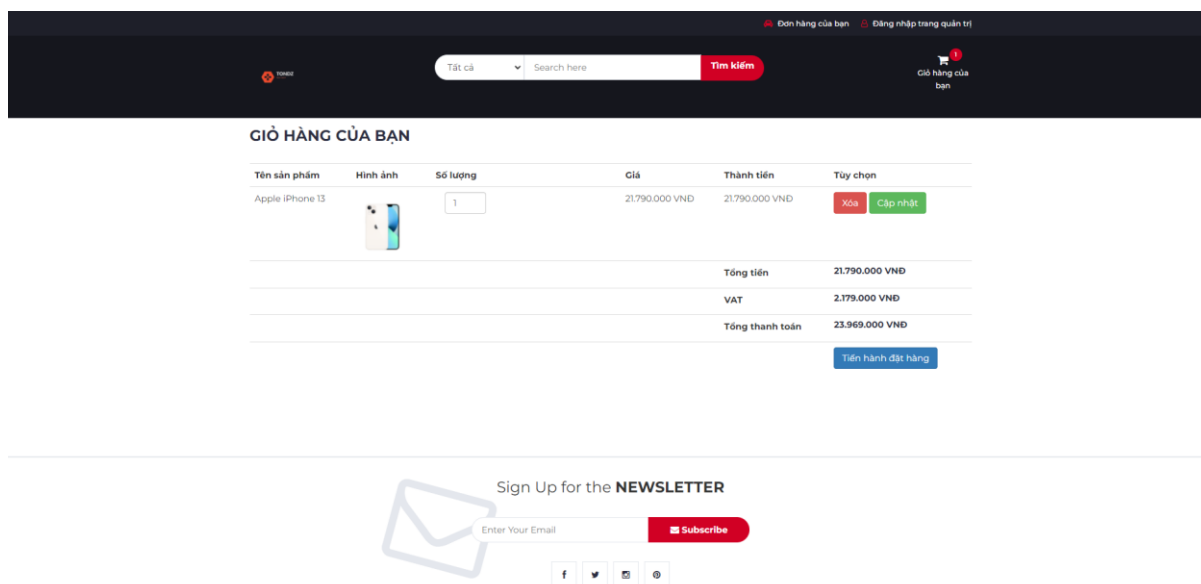 Đơn hàng của bạn Đăng nhập trang quản trị
TONGZ
Tất cả Search here Tìm kiếm
1
Giỏ hàng của
bạn
GIỎ HÀNG CỦA BẠN
Tên sản phẩm Hình ảnh Số lượng Giá Thành tiền Tùy chọn
Apple iPhone 13 1 21.790.000 VNĐ 21.790.000 VNĐ Xóa Cập nhật
Tổng tiền 21.790.000 VNĐ
VAT 2.179.000 VNĐ
Tổng thanh toán 23.969.000 VNĐ
Tiến hành đặt hàng
Sign Up for the NEWSLETTER
Enter Your Email Subscribe